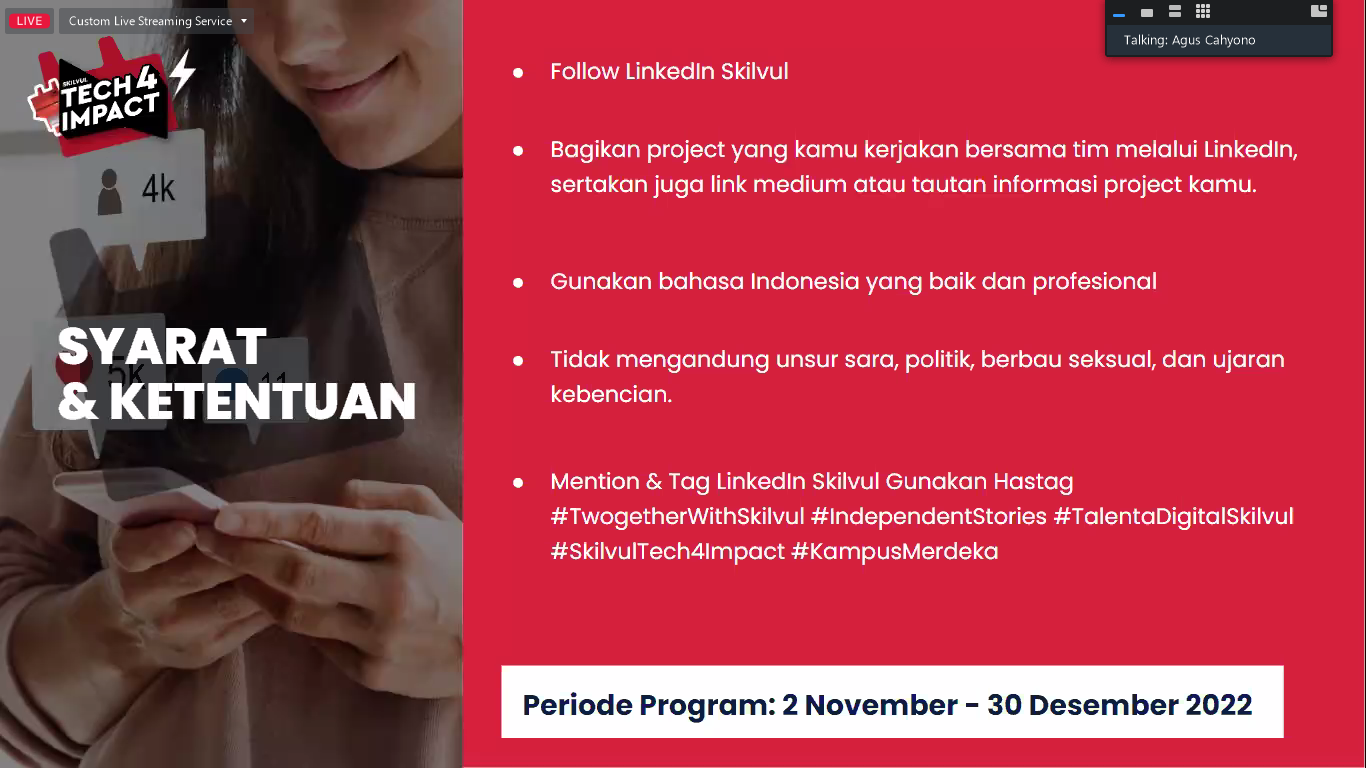 LIVE
Custom Live Streaming Service
Talking: Agus Cahyono
SKILVUL
TECH4
IMPACT
4k
5k
11
SYARAT
& KETENTUAN
● Follow LinkedIn Skilvul
● Bagikan project yang kamu kerjakan bersama tim melalui LinkedIn,
sertakan juga link medium atau tautan informasi project kamu.
● Gunakan bahasa Indonesia yang baik dan profesional
● Tidak mengandung unsur sara, politik, berbau seksual, dan ujaran
kebencian.
● Mention & Tag LinkedIn Skilvul Gunakan Hastag
#TwogetherWithSkilvul #IndependentStories #TalentaDigitalSkilvul
#SkilvulTech4Impact #KampusMerdeka
Periode Program: 2 November - 30 Desember 2022